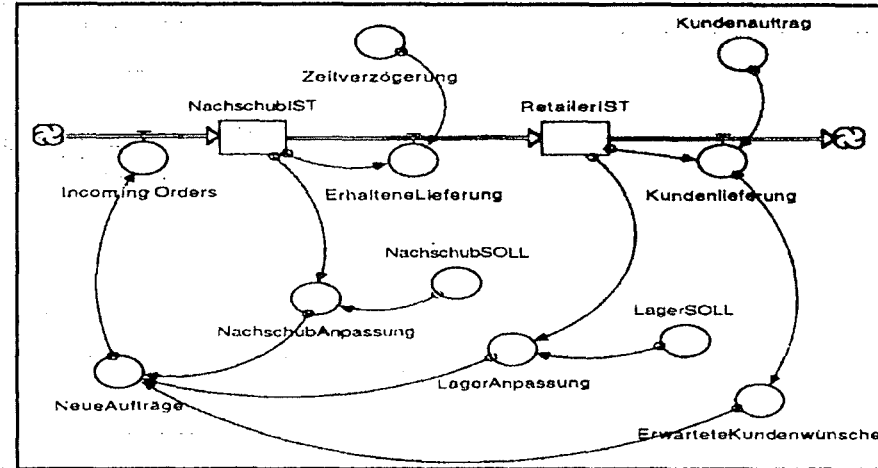 Kundenauftrag
Zeitverzögerung
NachschubIST
RetailerIST
Incoming Orders
ErhalteneLieferung
Kundenlieferung
NachschubSOLL
LagerSOLL
NachschubAnpassung
LagerAnpassung
NeueAufträge
ErwarteteKundenwünsche